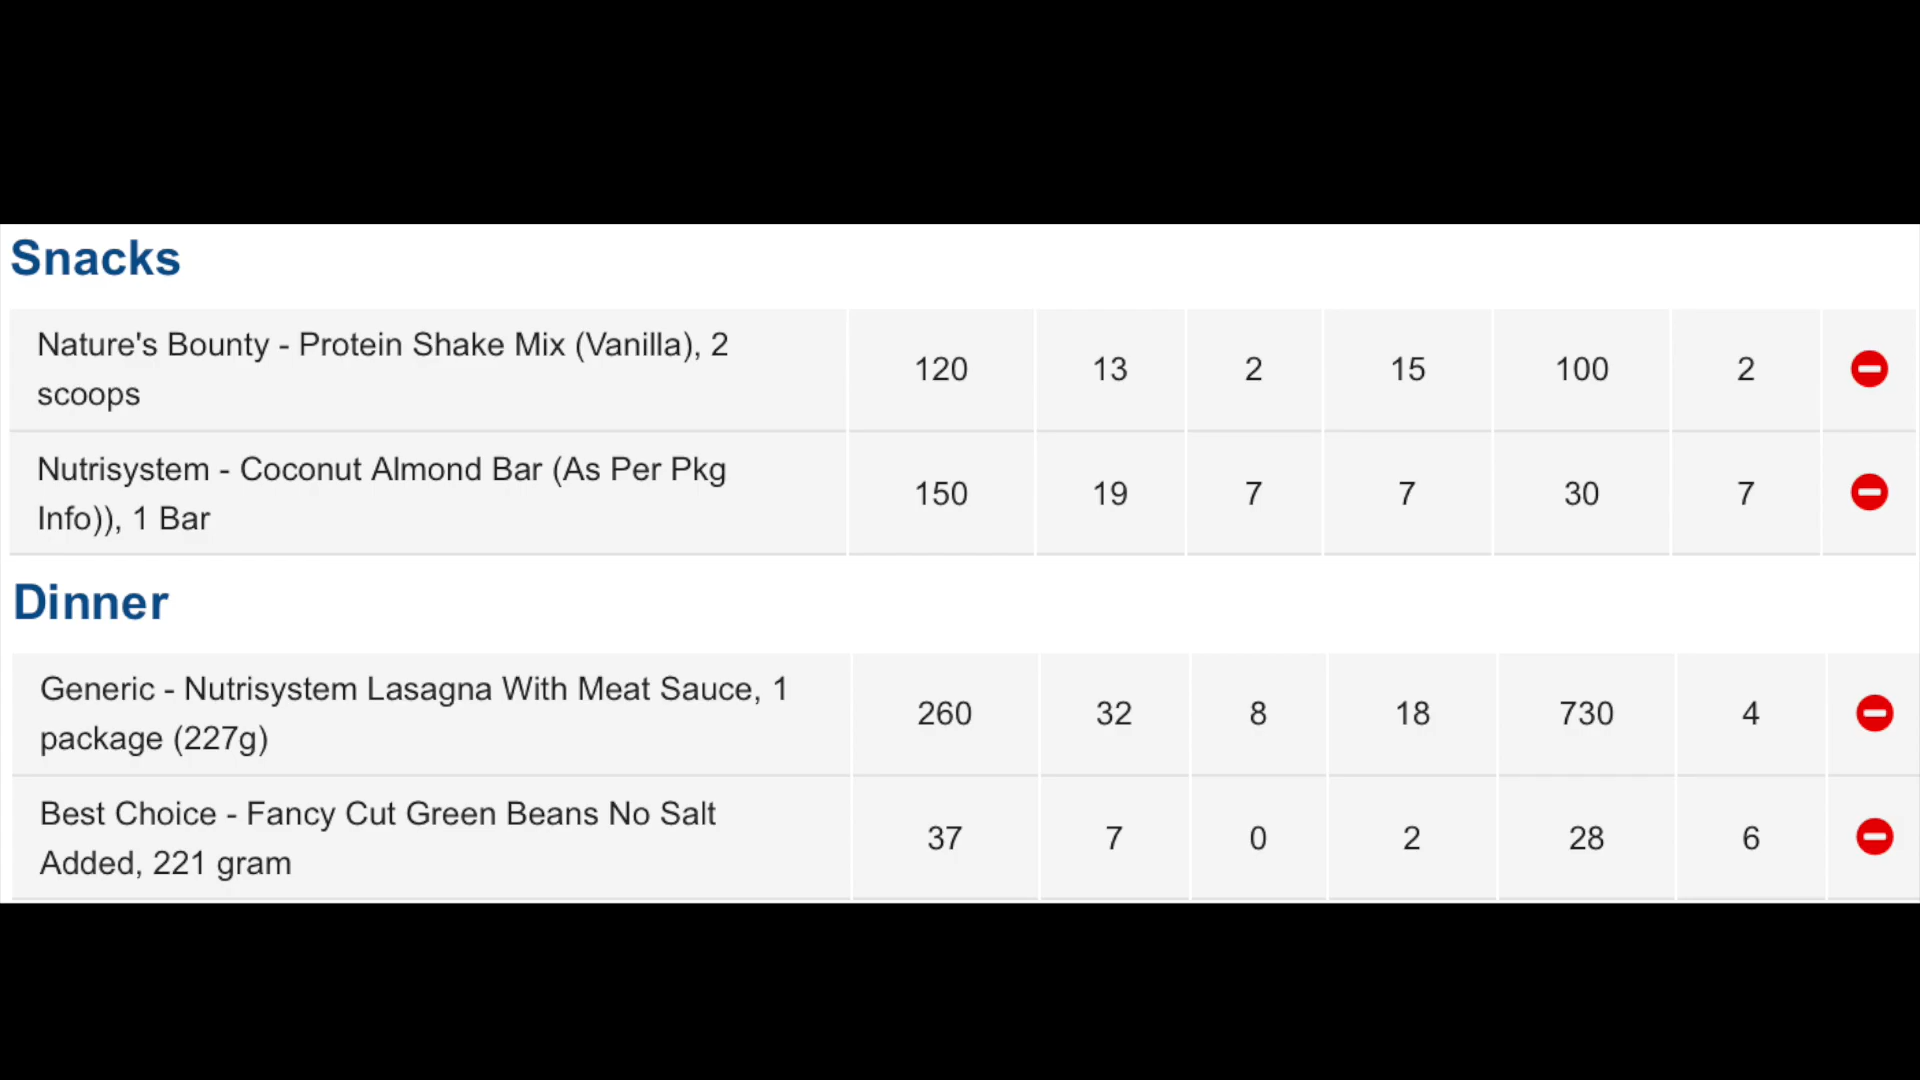 Snacks
Nature's Bounty - Protein Shake Mix (Vanilla), 2
scoops
120 13 2 15 100 2
Nutrisystem - Coconut Almond Bar (As Per Pkg
Info)), 1 Bar
150 19 7 7 30 7
Dinner
Generic - Nutrisystem Lasagna With Meat Sauce, 1
package (227g)
260 32 8 18 730 4
Best Choice - Fancy Cut Green Beans No Salt
Added, 221 gram
37 7 0 2 28 6